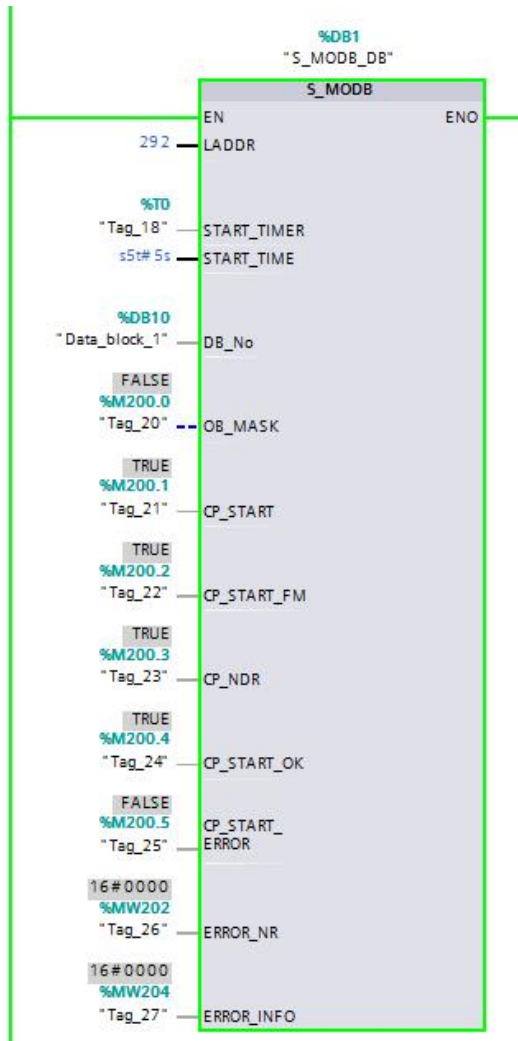 %DB1
"S_MODB_DB"
S_MODB
EN ENO
292 LADDR
%T0
"Tag_18" START_TIMER
s5t#5s START_TIME
%DB10
"Data_block_1" DB_No
FALSE
%M200.0
"Tag_20" OB_MASK
TRUE
%M200.1
"Tag_21" CP_START
TRUE
%M200.2
"Tag_22" CP_START_FM
TRUE
%M200.3
"Tag_23" CP_NDR
TRUE
%M200.4
"Tag_24" CP_START_OK
FALSE
%M200.5 CP_START_
"Tag_25" ERROR
16#0000
%MW202
"Tag_26" ERROR_NR
16#0000
%MW204
"Tag_27" ERROR_INFO